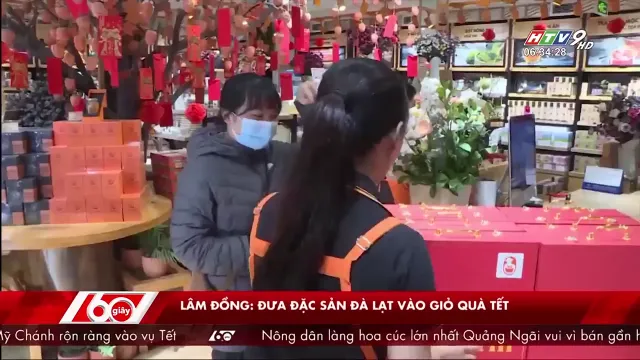 HTV9 HD
06:34:28
60 giây
LÂM ĐỒNG: ĐƯA ĐẶC SẢN ĐÀ LẠT VÀO GIỎ QUÀ TẾT
Mỹ Chánh rộn ràng vào vụ Tết
Nông dân làng hoa cúc lớn nhất Quảng Ngãi vui vì bán gần h